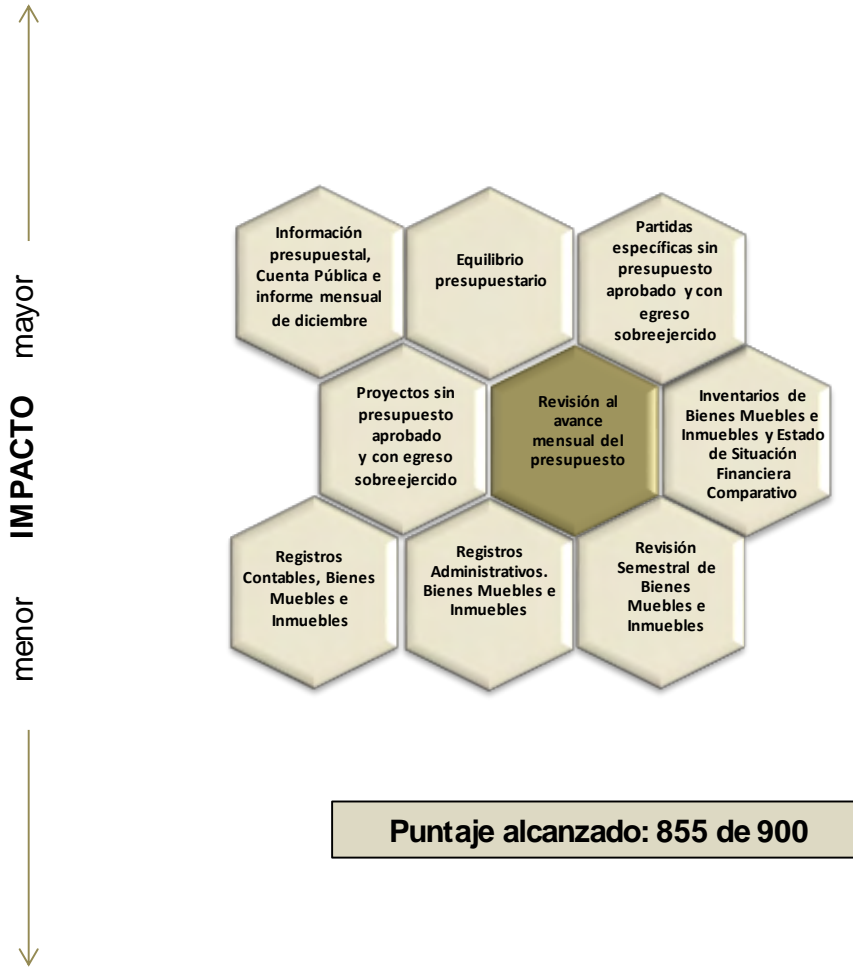 mayor
IMPACTO
menor
Información
presupuestal,
Cuenta Pública e
informe mensual
de diciembre
Equilibrio
presupuestario
Partidas
específicas sin
presupuesto
aprobado y con
egreso
sobreejercido
Proyectos sin
presupuesto
aprobado
y con egreso
sobreejercido
Revisión al
avance
mensual del
presupuesto
Inventarios de
Bienes Muebles e
Inmuebles y Estado
de Situación
Financiera
Comparativo
Registros
Contables, Bienes
Muebles e
Inmuebles
Registros
Administrativos.
Bienes Muebles e
Inmuebles
Revisión
Semestral de
Bienes
Muebles e
Inmuebles
Puntaje alcanzado: 855 de 900